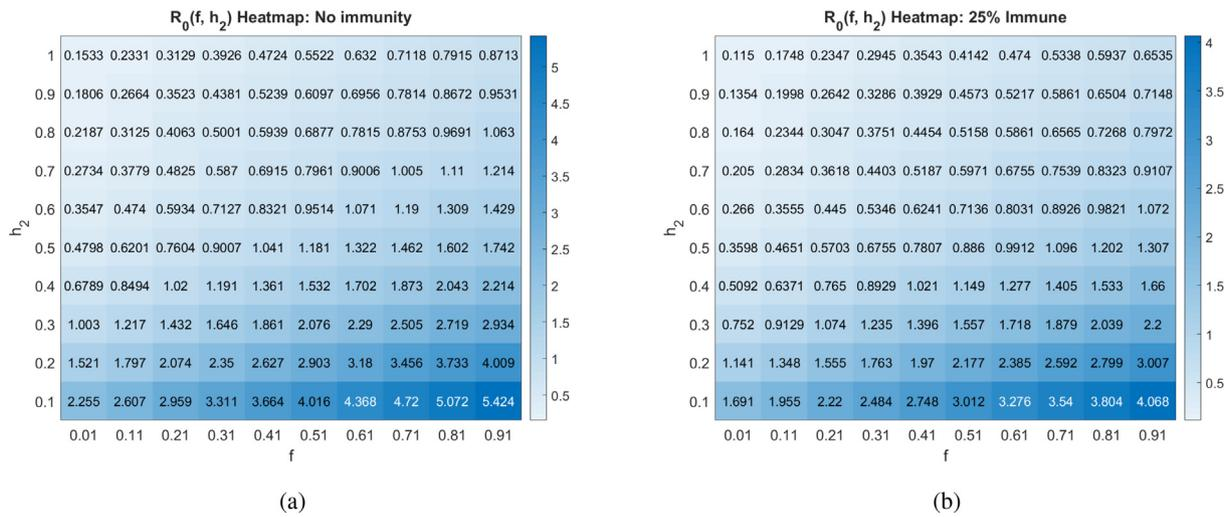 R0(f, h2) Heatmap: No immunity
1 0.1533 0.2331 0.3129 0.3926 0.4724 0.5522 0.632 0.7118 0.7915 0.8713
0.9 0.1806 0.2664 0.3523 0.4381 0.5239 0.6097 0.6956 0.7814 0.8672 0.9531
0.8 0.2187 0.3125 0.4063 0.5001 0.5939 0.6877 0.7815 0.8753 0.9691 1.063
0.7 0.2734 0.3779 0.4825 0.587 0.6915 0.7961 0.9006 1.005 1.11 1.214
0.6 0.3547 0.474 0.5934 0.7127 0.8321 0.9514 1.071 1.19 1.309 1.429
0.5 0.4798 0.6201 0.7604 0.9007 1.041 1.181 1.322 1.462 1.602 1.742
0.4 0.6789 0.8494 1.02 1.191 1.361 1.532 1.702 1.873 2.043 2.214
0.3 1.003 1.217 1.432 1.646 1.861 2.076 2.29 2.505 2.719 2.934
0.2 1.521 1.797 2.074 2.35 2.627 2.903 3.18 3.456 3.733 4.009
0.1 2.255 2.607 2.959 3.311 3.664 4.016 4.368 4.72 5.072 5.424
0.01 0.11 0.21 0.31 0.41 0.51 0.61 0.71 0.81 0.91
h2
f
5
4.5
4
3.5
3
2.5
2
1.5
1
0.5
(a)
R0(f, h2) Heatmap: 25% Immune
1 0.115 0.1748 0.2347 0.2945 0.3543 0.4142 0.474 0.5338 0.5937 0.6535
0.9 0.1354 0.1998 0.2642 0.3286 0.3929 0.4573 0.5217 0.5861 0.6504 0.7148
0.8 0.164 0.2344 0.3047 0.3751 0.4454 0.5158 0.5861 0.6565 0.7268 0.7972
0.7 0.205 0.2834 0.3618 0.4403 0.5187 0.5971 0.6755 0.7539 0.8323 0.9107
0.6 0.266 0.3555 0.445 0.5346 0.6241 0.7136 0.8031 0.8926 0.9821 1.072
0.5 0.3598 0.4651 0.5703 0.6755 0.7807 0.886 0.9912 1.096 1.202 1.307
0.4 0.5092 0.6371 0.765 0.8929 1.021 1.149 1.277 1.405 1.533 1.66
0.3 0.752 0.9129 1.074 1.235 1.396 1.557 1.718 1.879 2.039 2.2
0.2 1.141 1.348 1.555 1.763 1.97 2.177 2.385 2.592 2.799 3.007
0.1 1.691 1.955 2.22 2.484 2.748 3.012 3.276 3.54 3.804 4.068
0.01 0.11 0.21 0.31 0.41 0.51 0.61 0.71 0.81 0.91
h2
f
4
3.5
3
2.5
2
1.5
1
0.5
(b)